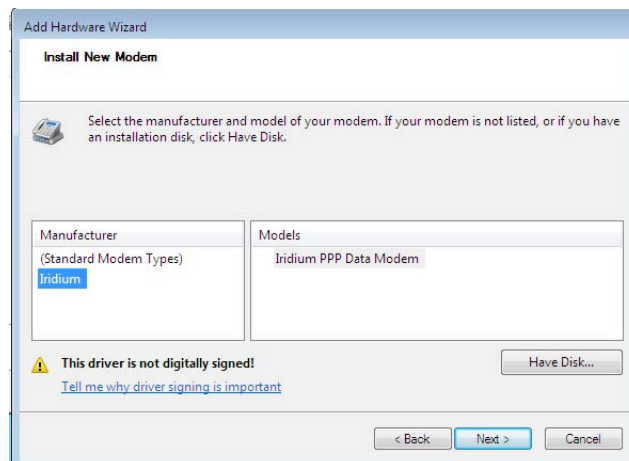 Add Hardware Wizard
Install New Modem
Select the manufacturer and model of your modem. If your modem is not listed, or if you have
an installation disk, click Have Disk.
Manufacturer
(Standard Modem Types)
Iridium
Models
Iridium PPP Data Modem
This driver is not digitally signed!
Tell me why driver signing is important
Have Disk...
< Back
Next >
Cancel